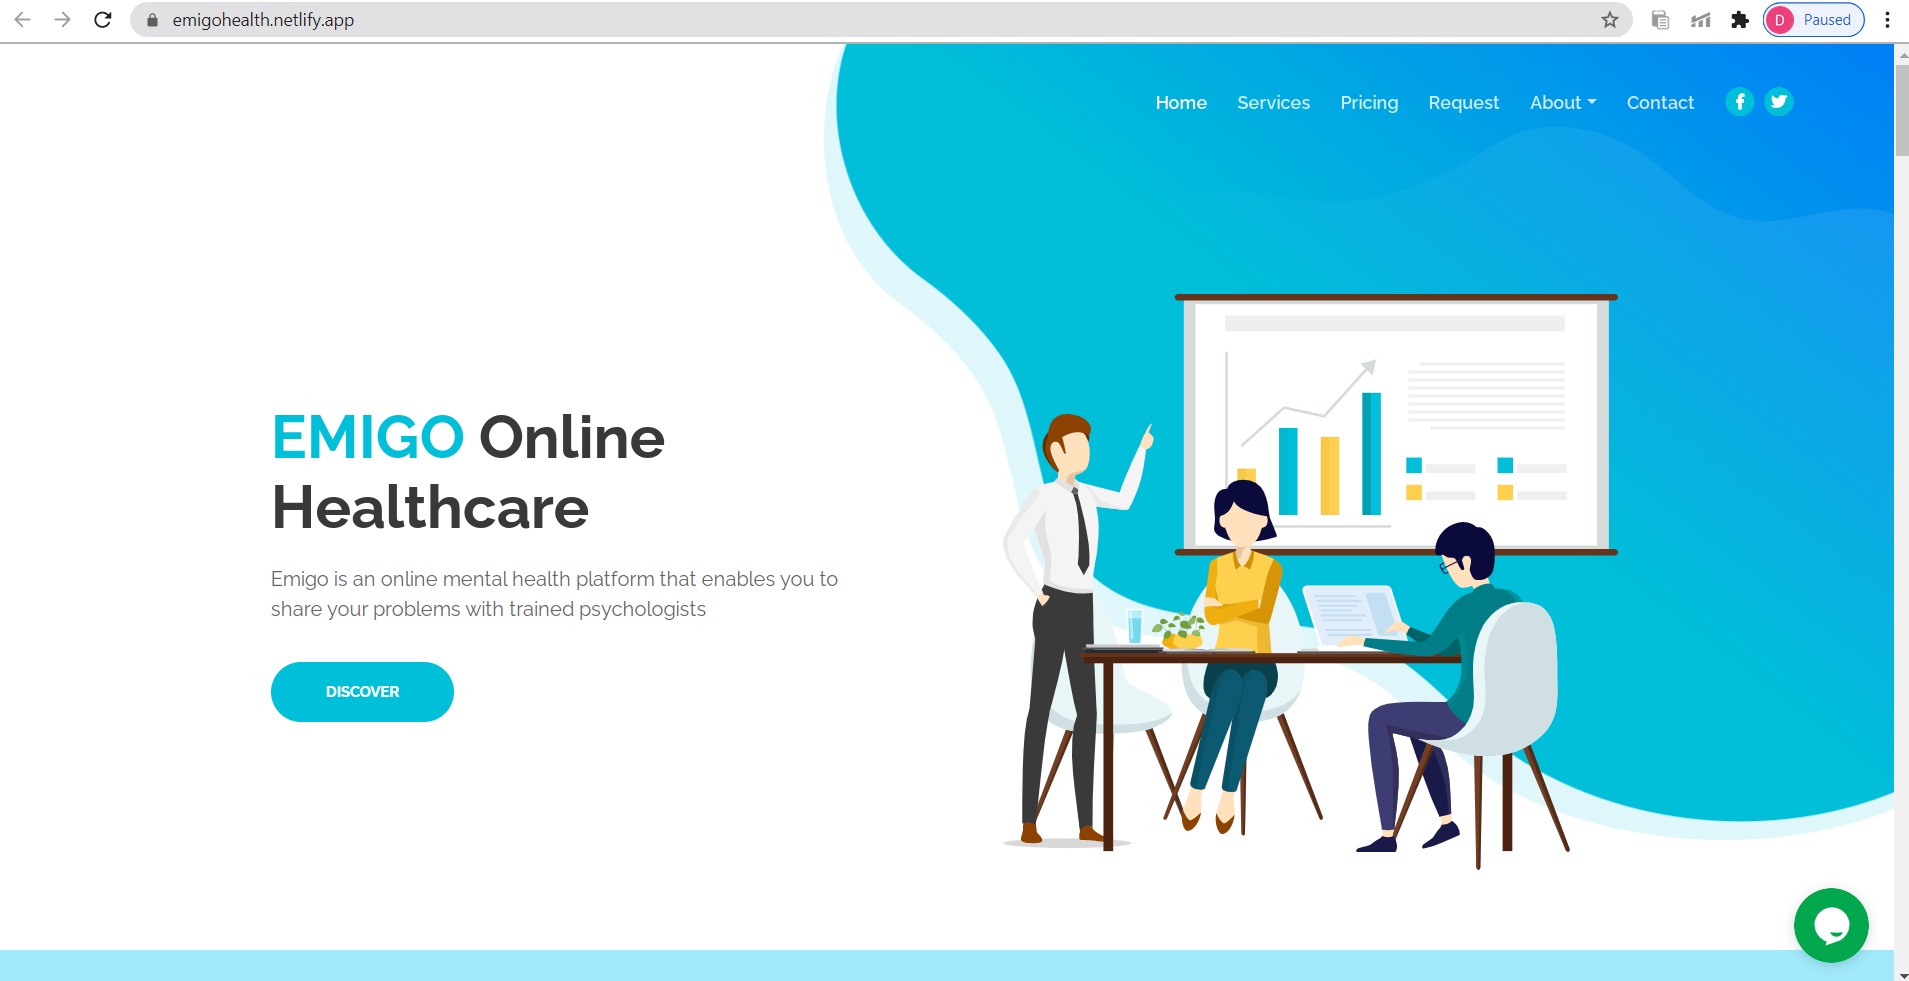 emigohealth.netlify.app
D Paused
Home Services Pricing Request About Contact
EMIGO Online
Healthcare
Emigo is an online mental health platform that enables you to
share your problems with trained psychologists
DISCOVER